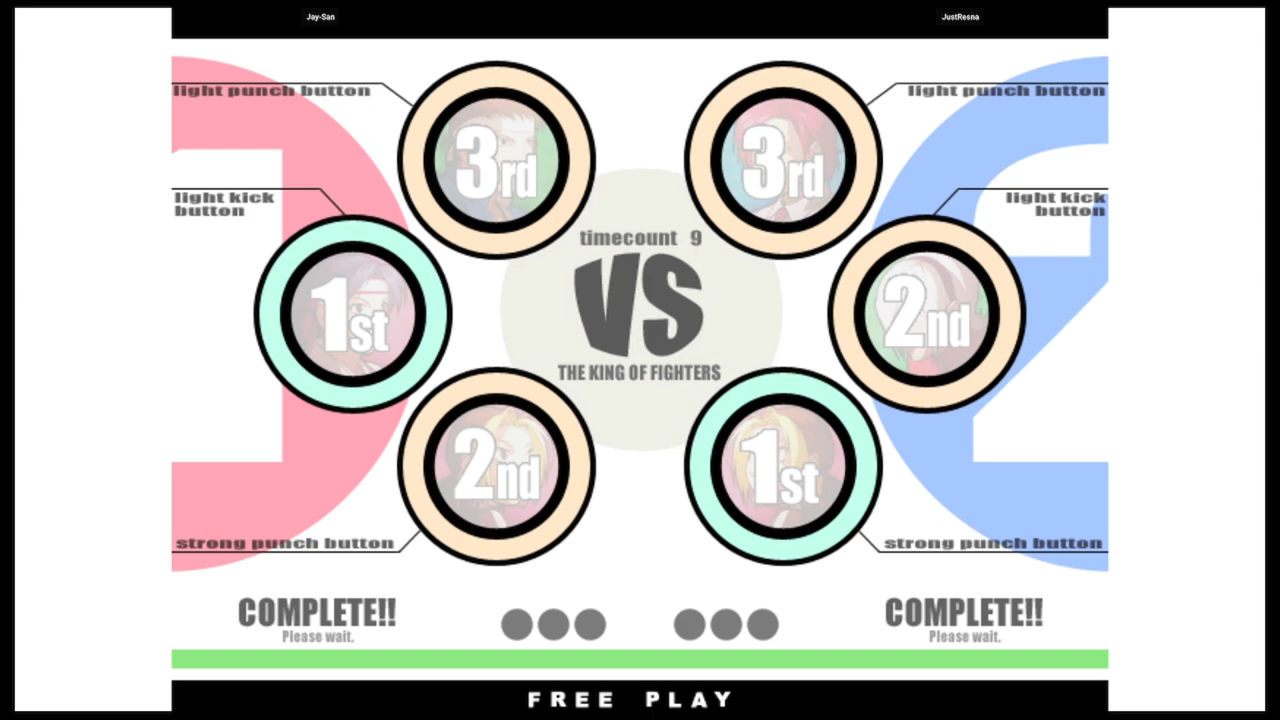 Jay-San
JustResna
light punch button
light punch button
3rd
3rd
light kick
button
light kick
button
timecount 9
1st
VS
2nd
THE KING OF FIGHTERS
2nd
1st
strong punch button
strong punch button
COMPLETE!!
Please wait.
COMPLETE!!
Please wait.
FREE PLAY